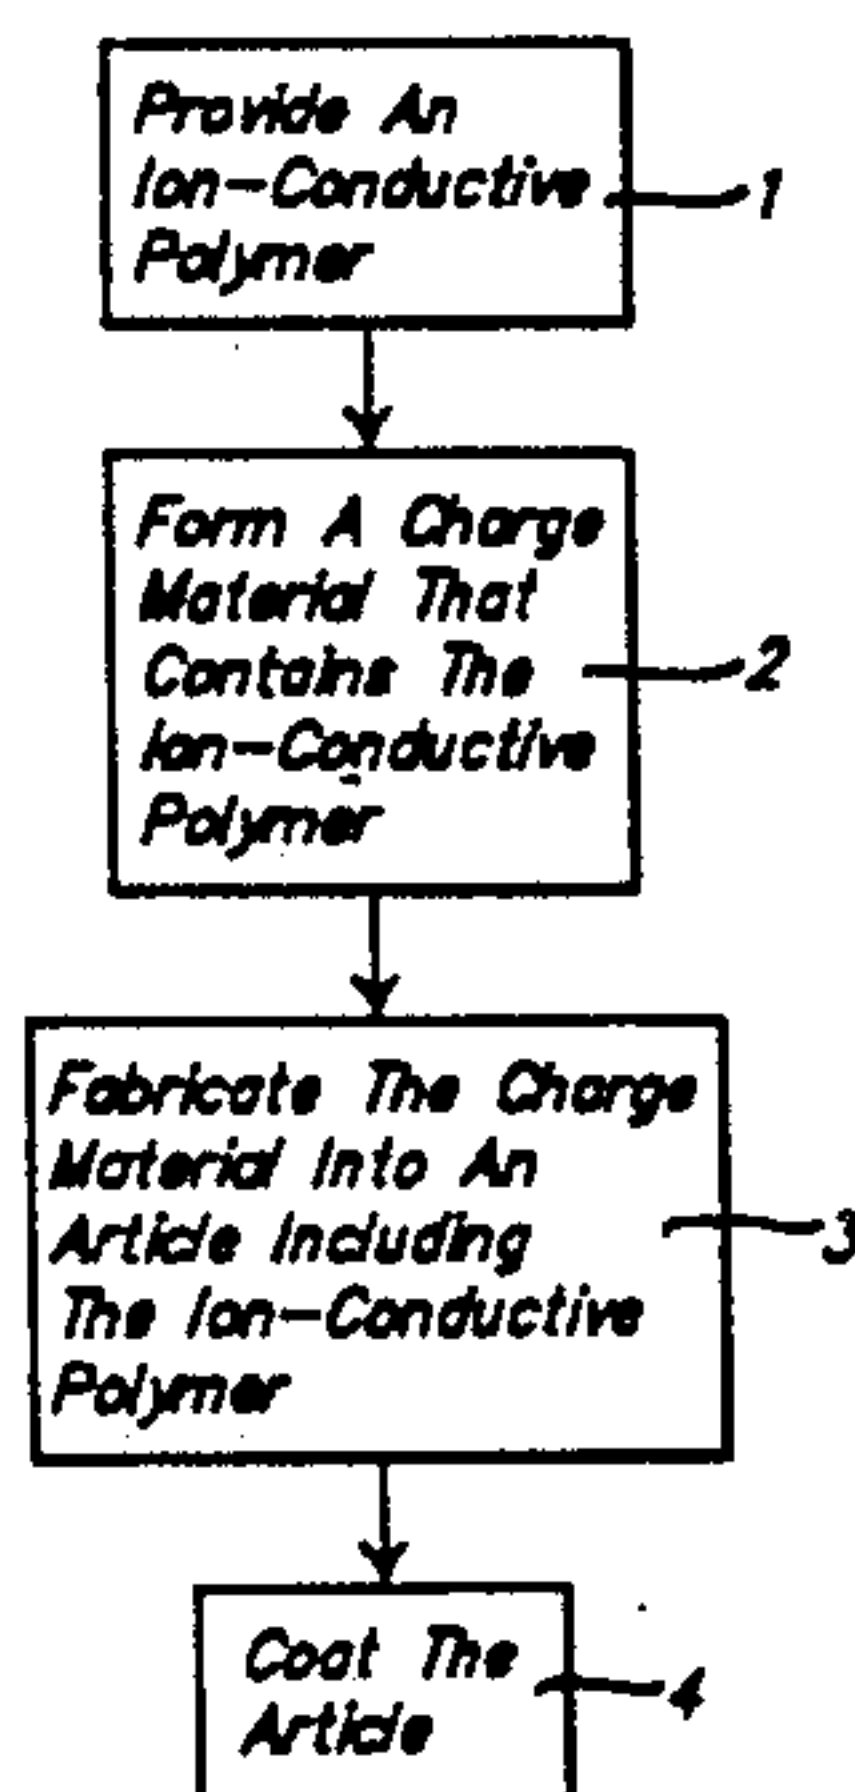 Provide An
Ion-Conductive
Polymer
1
Form A Charge
Material That
Contains The
Ion-Conductive
Polymer
2
Fabricate The Charge
Material Into An
Article Including
The Ion-Conductive
Polymer
3
Coat The
Article
4